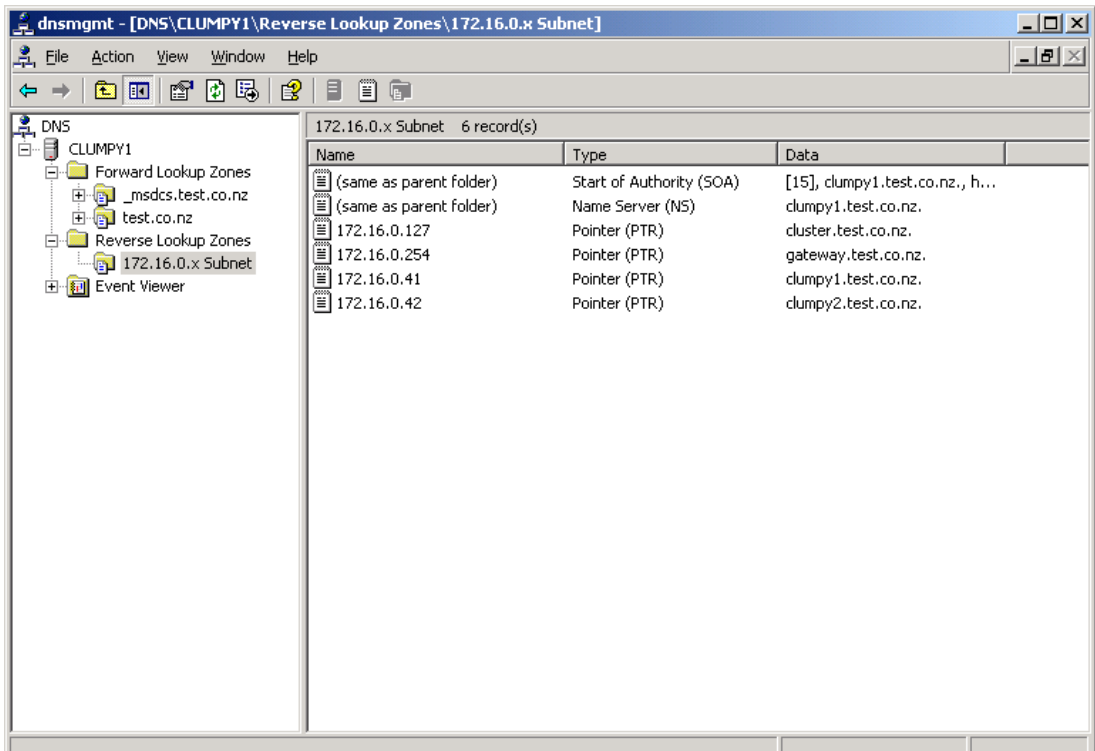 dnsmgmt - [DNS\CLUMPY1\Reverse Lookup Zones\172.16.0.x Subnet]
File Action View Window Help
DNS
CLUMPY1
Forward Lookup Zones
_msdcs.test.co.nz
test.co.nz
Reverse Lookup Zones
172.16.0.x Subnet
Event Viewer
172.16.0.x Subnet 6 record(s)
Name Type Data
(same as parent folder) Start of Authority (SOA) [15], clumpy1.test.co.nz., h...
(same as parent folder) Name Server (NS) clumpy1.test.co.nz.
172.16.0.127 Pointer (PTR) cluster.test.co.nz.
172.16.0.254 Pointer (PTR) gateway.test.co.nz.
172.16.0.41 Pointer (PTR) clumpy1.test.co.nz.
172.16.0.42 Pointer (PTR) clumpy2.test.co.nz.